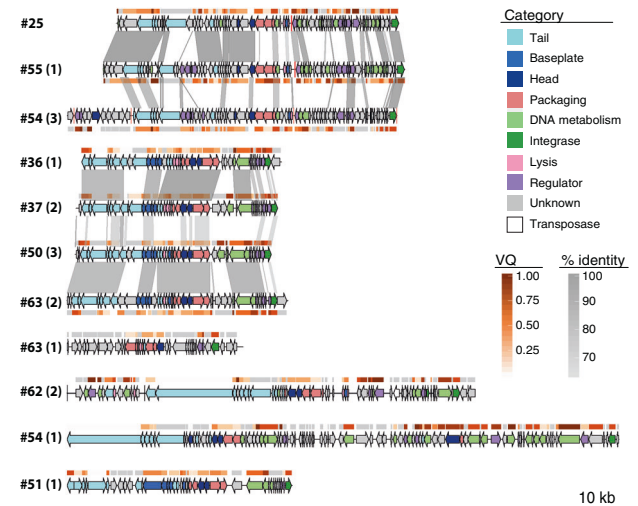 #25
#55 (1)
#54 (3)
#36 (1)
#37 (2)
#50 (3)
#63 (2)
#63 (1)
#62 (2)
#54 (1)
#51 (1)
Category
Tail
Baseplate
Head
Packaging
DNA metabolism
Integrase
Lysis
Regulator
Unknown
Transposase
VQ
1.00
0.75
0.50
0.25
% identity
100
90
80
70
10 kb